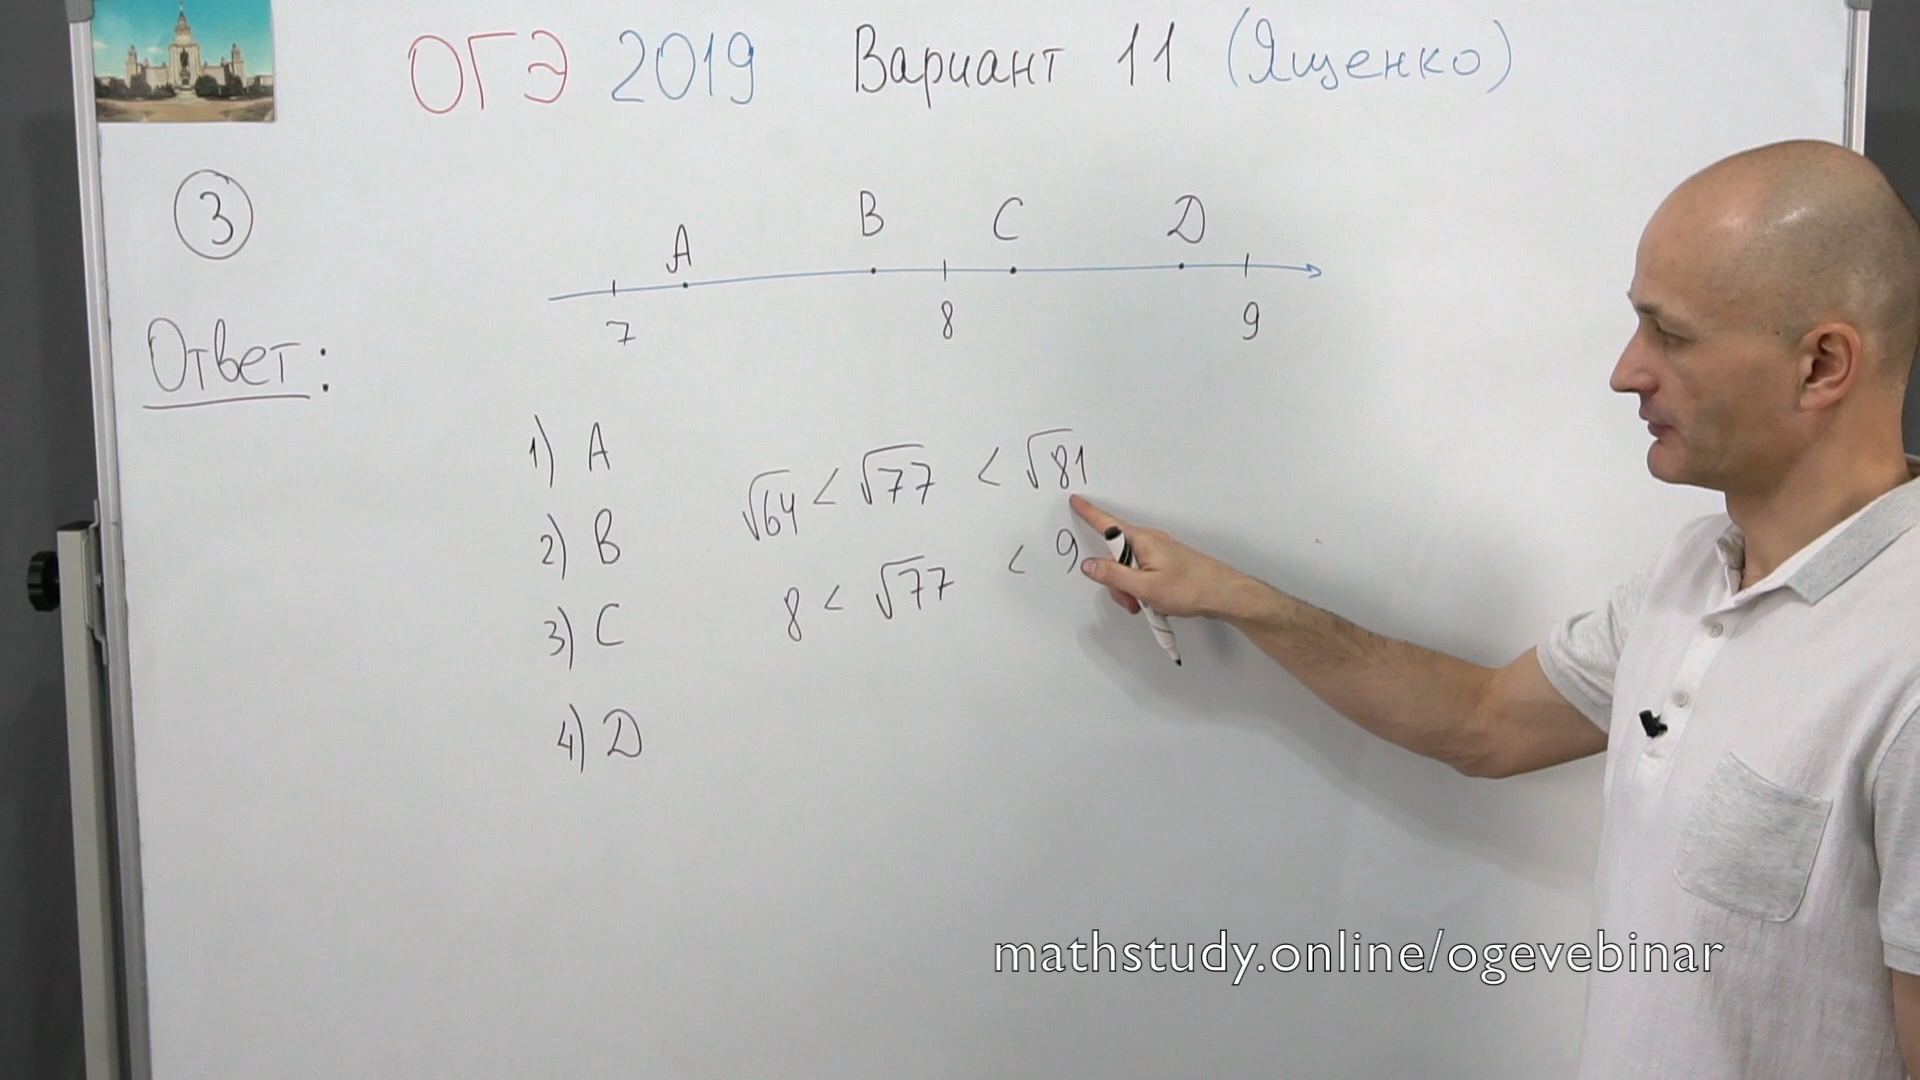 ОГЭ 2019 Вариант 11 (Ященко)
3
A B C D
7 8 9
Ответ:
1) A
√64 < √77 < √81
2) B
8 < √77 < 9
3) C
4) D
mathstudy.online/ogevebinar